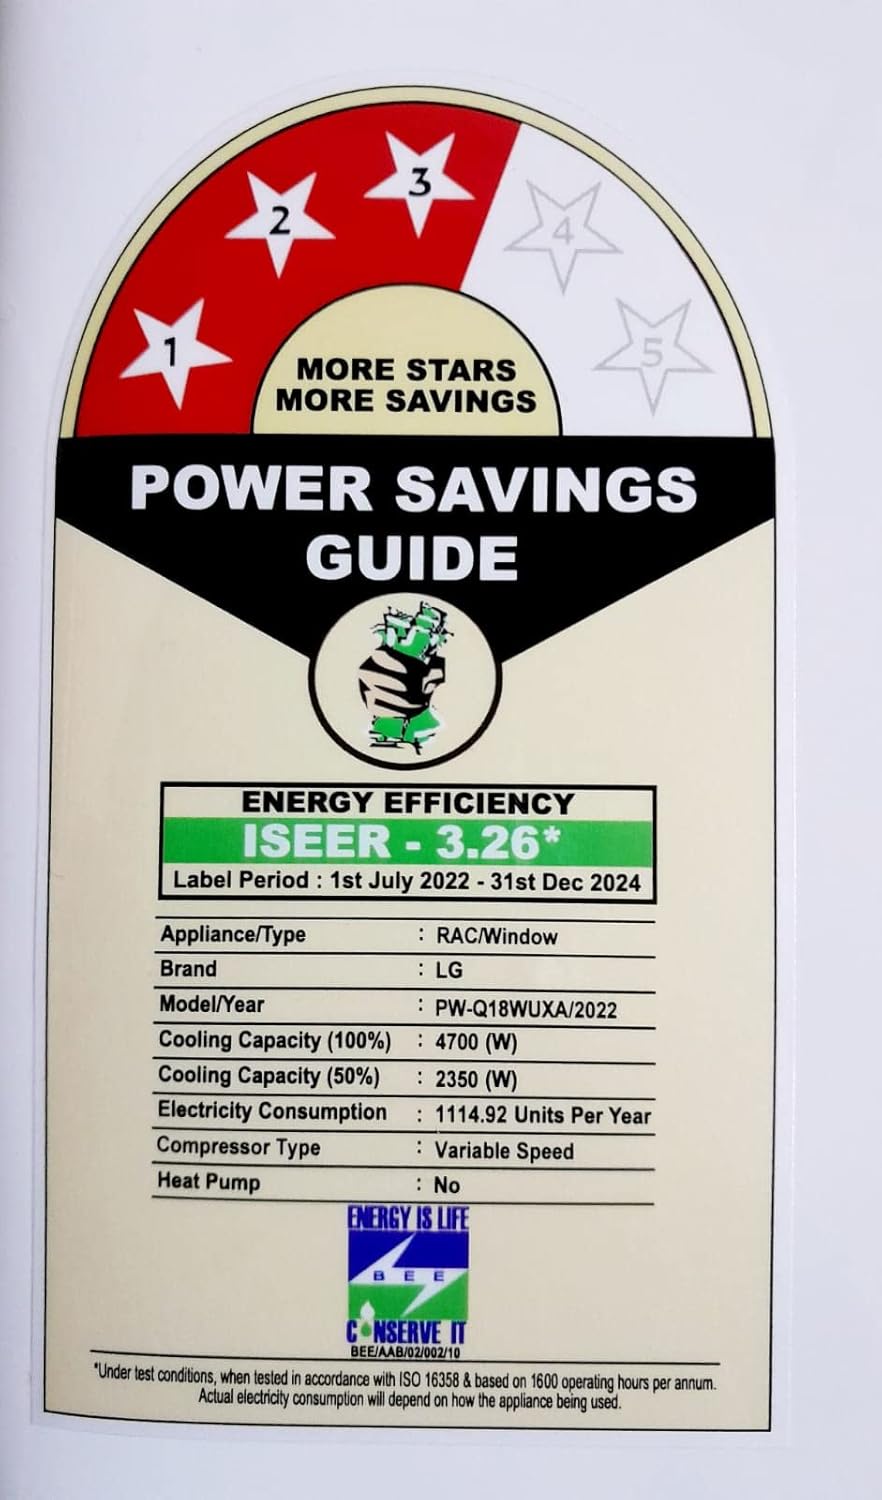 1
2
3
4
5
MORE STARS
MORE SAVINGS
POWER SAVINGS
GUIDE
ENERGY EFFICIENCY
ISEER - 3.26*
Label Period : 1st July 2022 - 31st Dec 2024
Appliance/Type : RAC/Window
Brand : LG
Model/Year : PW-Q18WUXA/2022
Cooling Capacity (100%) : 4700 (W)
Cooling Capacity (50%) : 2350 (W)
Electricity Consumption : 1114.92 Units Per Year
Compressor Type : Variable Speed
Heat Pump : No
ENERGY IS LIFE
BEE
CONSERVE IT
BEE/AAB/02/002/10
*Under test conditions, when tested in accordance with ISO 16358 & based on 1600 operating hours per annum.
Actual electricity consumption will depend on how the appliance being used.